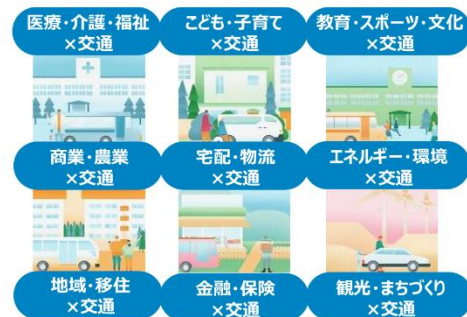 医療・介護・福祉
×交通
こども・子育て
×交通
教育・スポーツ・文化
×交通
商業・農業
×交通
宅配・物流
×交通
エネルギー・環境
×交通
地域・移住
×交通
金融・保険
×交通
観光・まちづくり
×交通